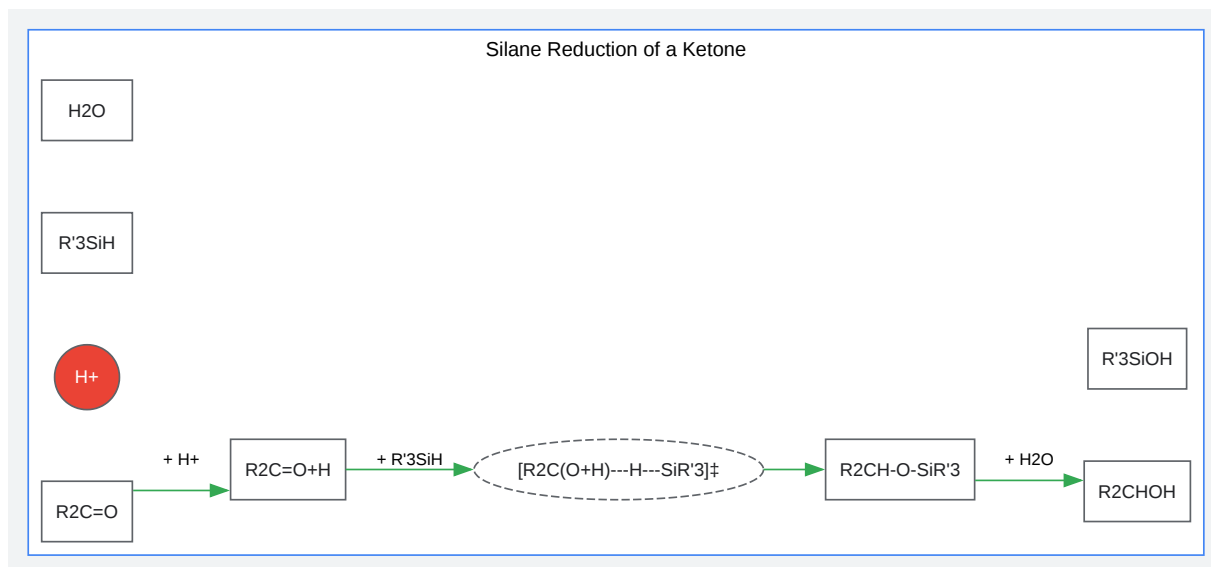 Silane Reduction of a Ketone
H2O
R'3SiH
H+
R'3SiOH
+ H+
+ R'3SiH
+ H2O
R2C=O
R2C=O+H
[R2C(O+H)---H---SiR'3]‡
R2CH-O-SiR'3
R2CHOH